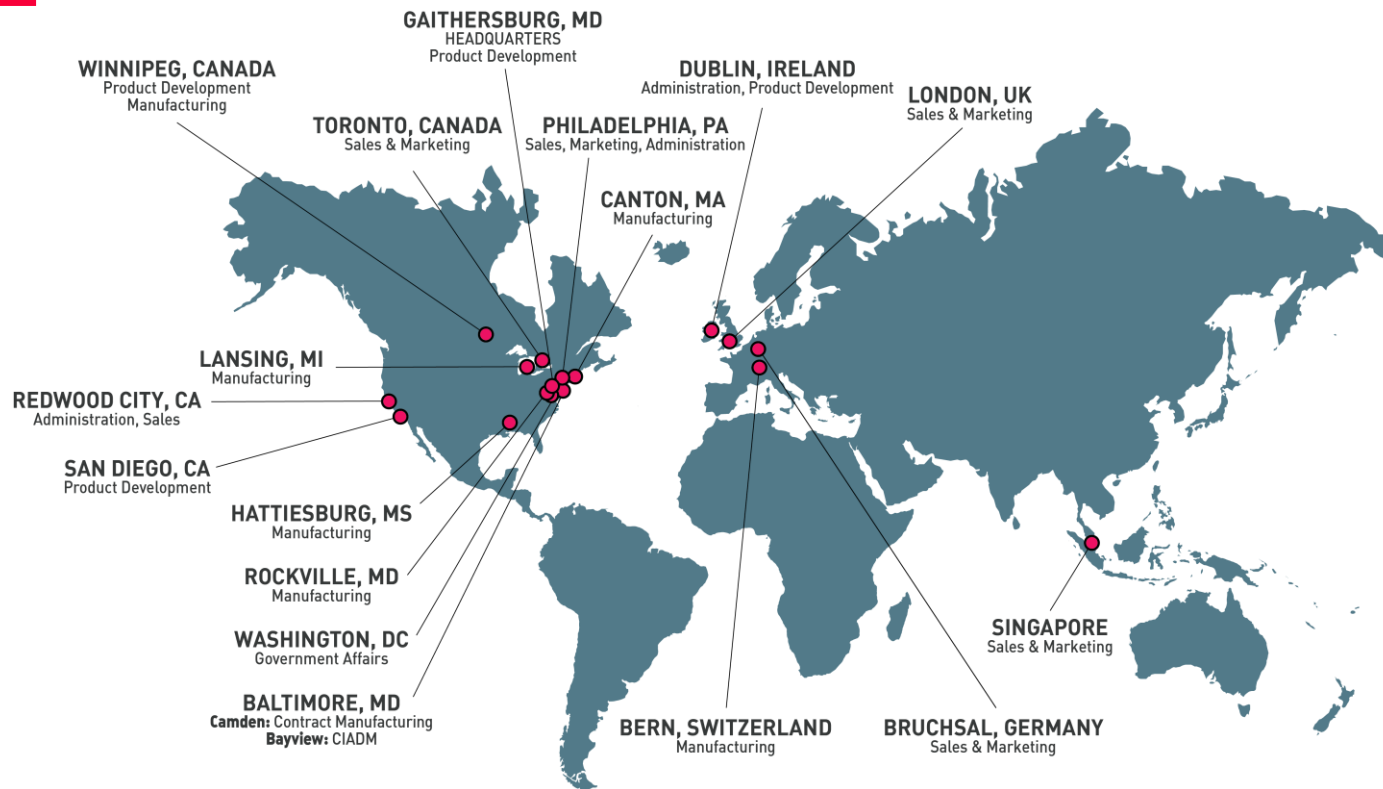 GAITHERSBURG, MD
HEADQUARTERS
Product Development
WINNIPEG, CANADA
Product Development
Manufacturing
DUBLIN, IRELAND
Administration, Product Development
LONDON, UK
Sales & Marketing
TORONTO, CANADA
Sales & Marketing
PHILADELPHIA, PA
Sales, Marketing, Administration
CANTON, MA
Manufacturing
LANSING, MI
Manufacturing
REDWOOD CITY, CA
Administration, Sales
SAN DIEGO, CA
Product Development
HATTIESBURG, MS
Manufacturing
ROCKVILLE, MD
Manufacturing
WASHINGTON, DC
Government Affairs
BALTIMORE, MD
Camden: Contract Manufacturing
Bayview: CIADM
BERN, SWITZERLAND
Manufacturing
BRUCHSAL, GERMANY
Sales & Marketing
SINGAPORE
Sales & Marketing